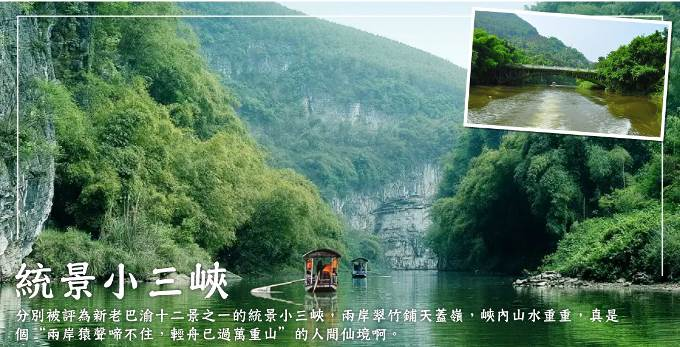 統景小三峽
分別被評為新老巴渝十二景之一的統景小三峽，兩岸翠竹鋪天蓋嶺，峽內山水重重，真是
個“兩岸猿聲啼不住，輕舟已過萬重山”的人間仙境啊。